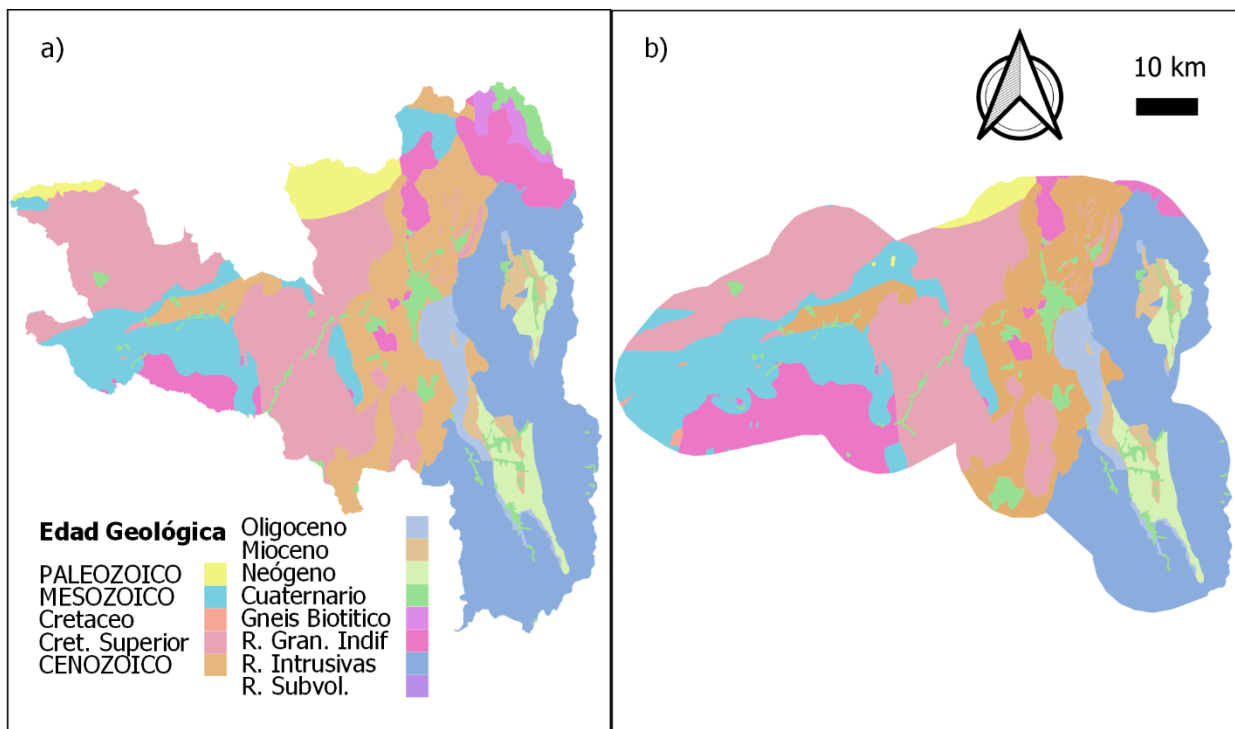 a)
b)
10 km
Edad Geológica
PALEOZOICO
MESOZOICO
Cretaceo
Cret. Superior
CENOZOICO
Oligoceno
Mioceno
Neógeno
Cuaternario
Gneis Biotitico
R. Gran. Indif
R. Intrusivas
R. Subvol.